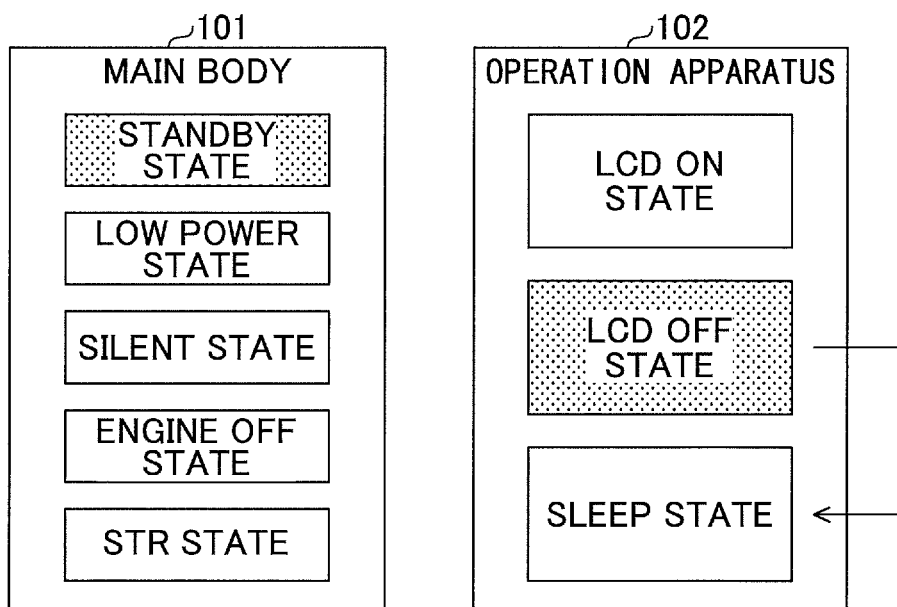 101
MAIN BODY
STANDBY
STATE
LOW POWER
STATE
SILENT STATE
ENGINE OFF
STATE
STR STATE
102
OPERATION APPARATUS
LCD ON
STATE
LCD OFF
STATE
SLEEP STATE